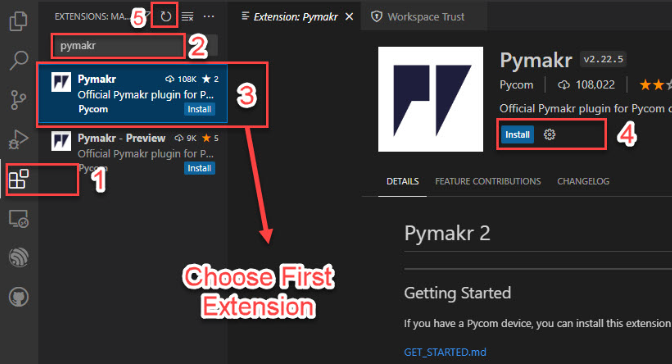 EXTENSIONS: MA...
5
Extension: Pymakr
Workspace Trust
pymakr
2
Pymakr
108K
2
Official Pymakr plugin for P...
Pycom
Install
3
Pymakr - Preview
9K
5
Official Pymakr plugin for P...
Pycom
Install
1
Choose First
Extension
Pymakr
v2.22.5
Pycom
108,022
Official Pymakr plugin for Pycom
Install
4
DETAILS
FEATURE CONTRIBUTIONS
CHANGELOG
Pymakr 2
Getting Started
If you have a Pycom device, you can install this extension
GET_STARTED.md